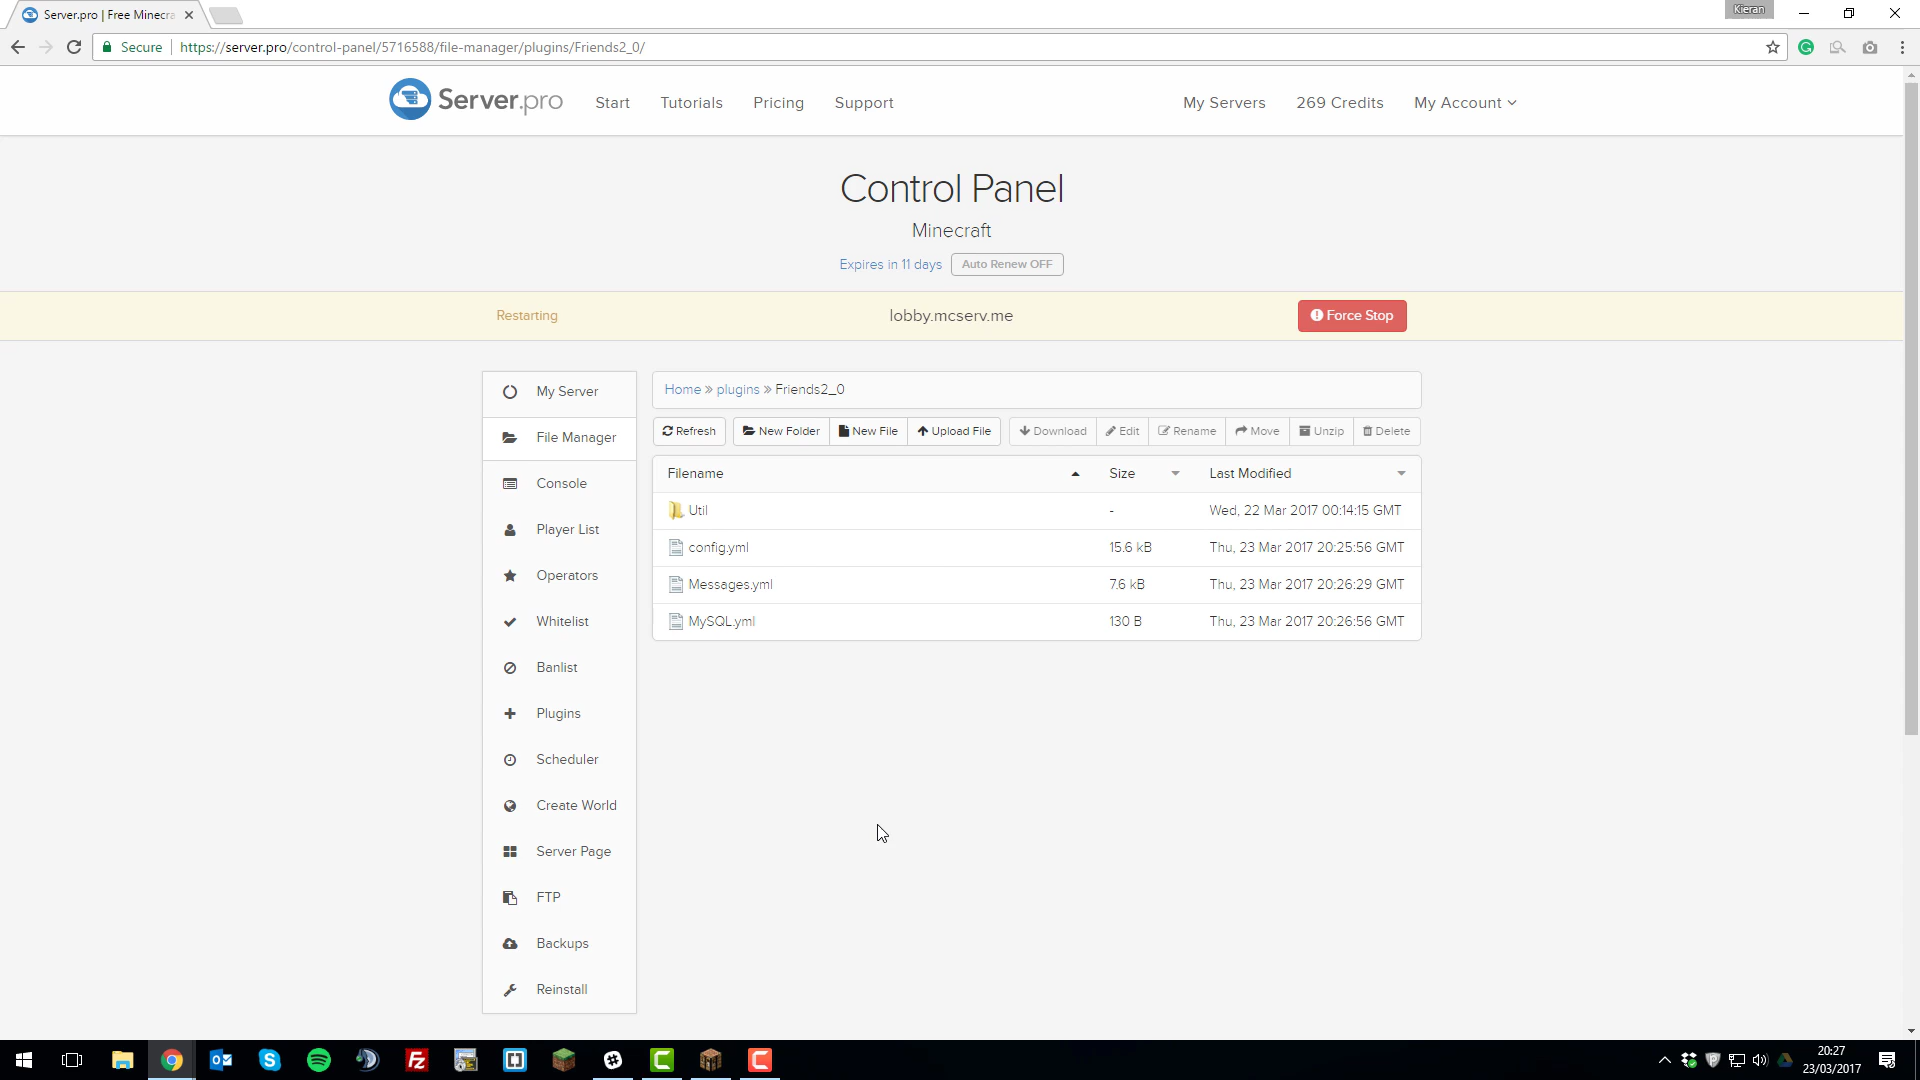 Server.pro | Free Minecra
Kieran
Secure
https://server.pro/control-panel/5716588/file-manager/plugins/Friends2_0/
Server.pro
Start
Tutorials
Pricing
Support
My Servers
269 Credits
My Account
Control Panel
Minecraft
Expires in 11 days
Auto Renew OFF
Restarting
lobby.mcserv.me
Force Stop
My Server
File Manager
Console
Player List
Operators
Whitelist
Banlist
Plugins
Scheduler
Create World
Server Page
FTP
Backups
Reinstall
Home » plugins » Friends2_0
Refresh
New Folder
New File
Upload File
Download
Edit
Rename
Move
Unzip
Delete
Filename Size Last Modified
Util - Wed, 22 Mar 2017 00:14:15 GMT
config.yml 15.6 kB Thu, 23 Mar 2017 20:25:56 GMT
Messages.yml 7.6 kB Thu, 23 Mar 2017 20:26:29 GMT
MySQL.yml 130 B Thu, 23 Mar 2017 20:26:56 GMT
20:27
23/03/2017